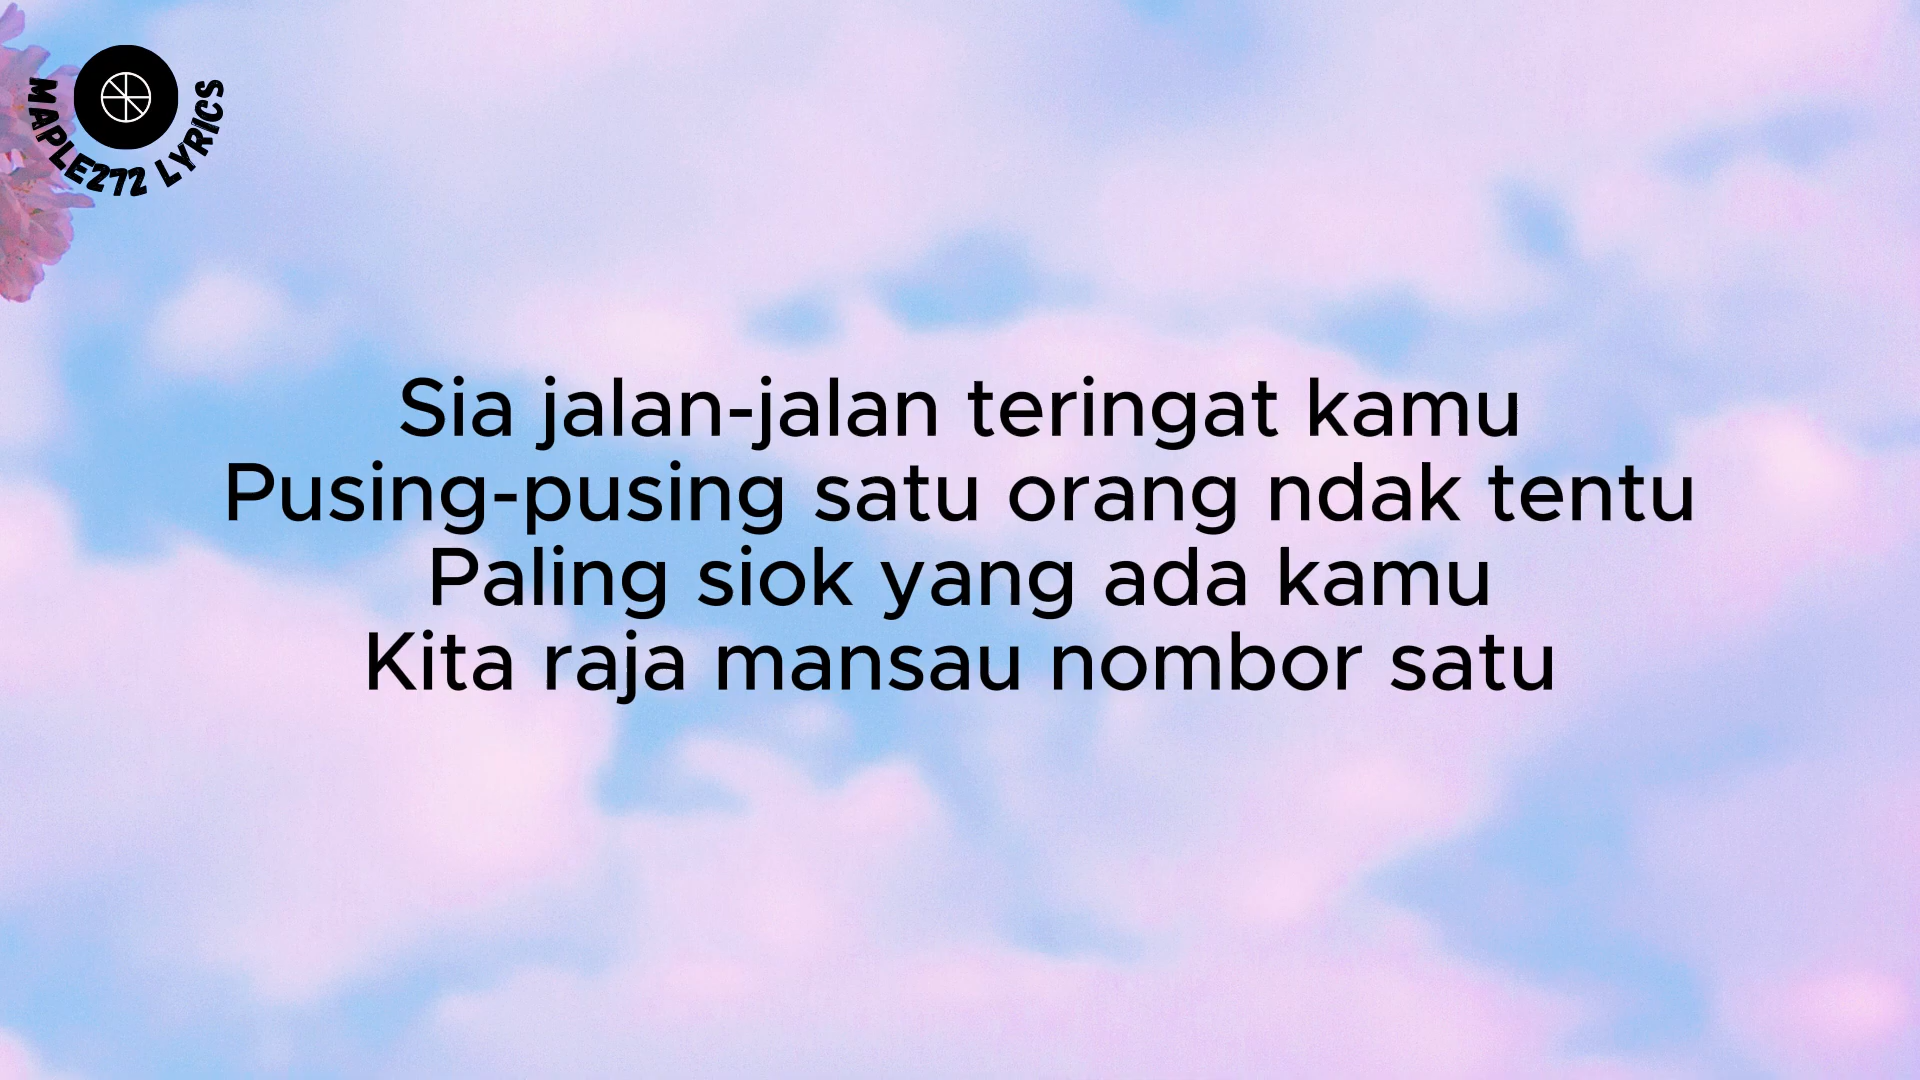 MAPLE272 LYRICS
Sia jalan-jalan teringat kamu
Pusing-pusing satu orang ndak tentu
Paling siok yang ada kamu
Kita raja mansau nombor satu